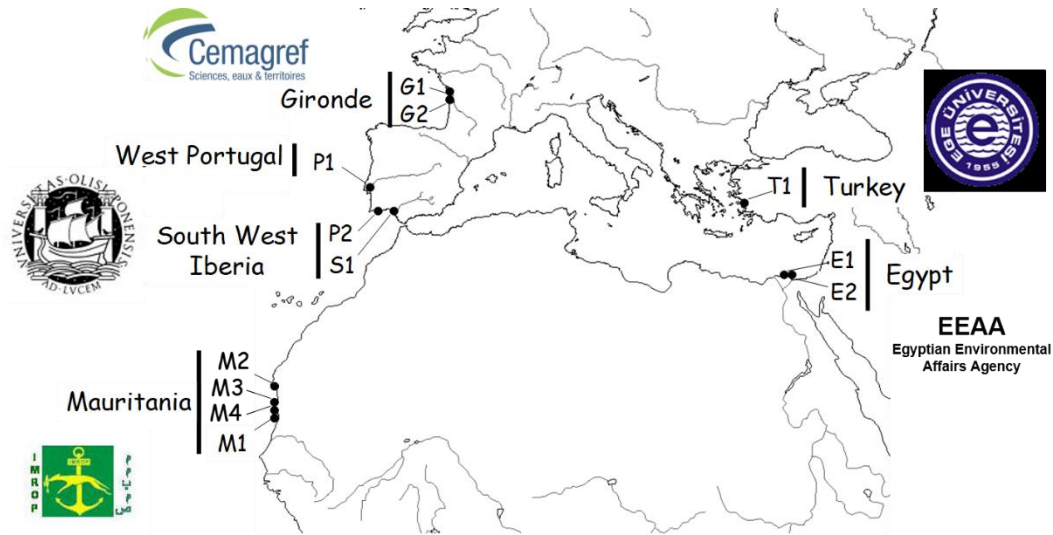 Cemagref
Sciences, eaux & territoires
Gironde
G1
G2
West Portugal
P1
South West
Iberia
P2
S1
Mauritania
M2
M3
M4
M1
T1
Turkey
E1
E2
Egypt
EGE ÜNİVERSİTESİ
e
1955
UNIVERSITAS·OLISIPONENSIS
AD·LVCEM
EEAA
Egyptian Environmental
Affairs Agency
IMROP